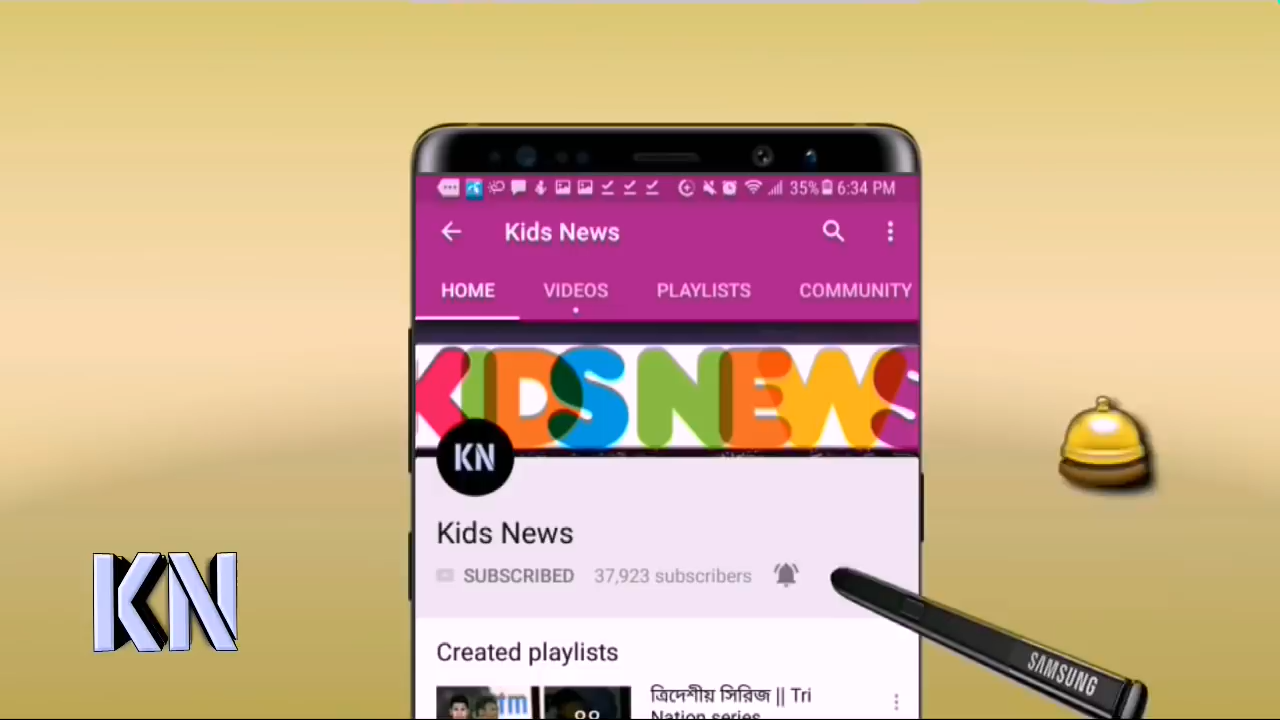 35% 6:34 PM
Kids News
HOME VIDEOS PLAYLISTS COMMUNITY
KIDS NEWS
KN
Kids News
SUBSCRIBED 37,923 subscribers
KN
SAMSUNG
Created playlists
ত্রিদেশীয় সিরিজ || Tri
Nation series
88